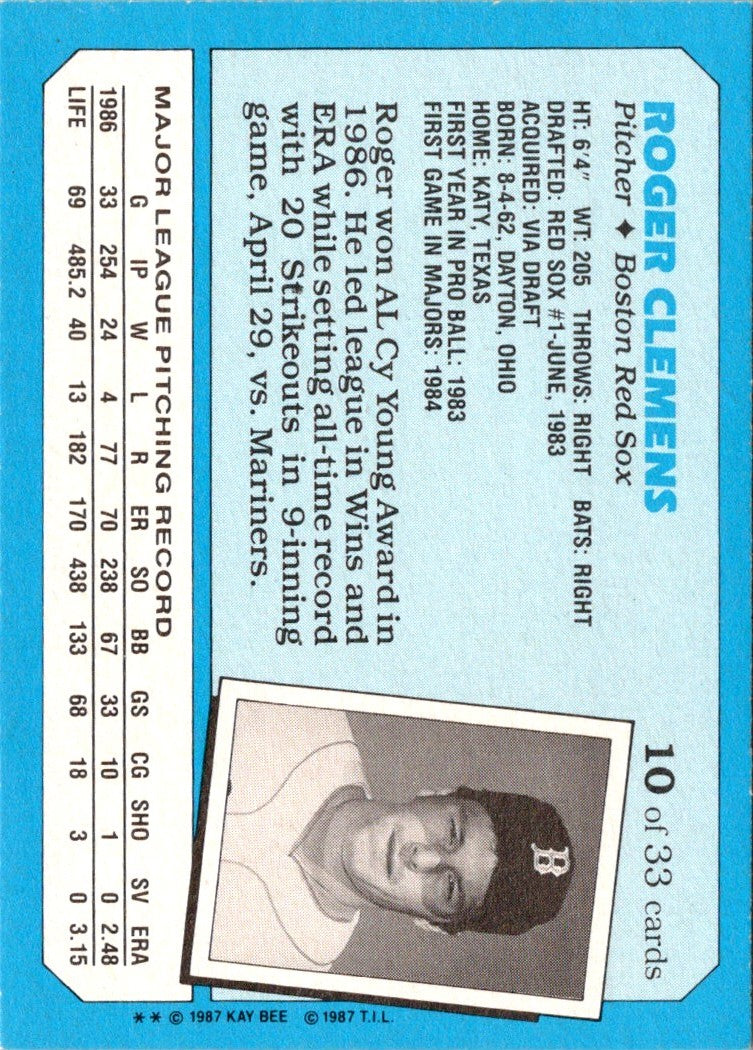 ROGER CLEMENS
Pitcher ♦ Boston Red Sox
10 of 33 cards
HT: 6'4" WT: 205 THROWS: RIGHT BATS: RIGHT
DRAFTED: RED SOX #1-JUNE, 1983
ACQUIRED: VIA DRAFT
BORN: 8-4-62, DAYTON, OHIO
HOME: KATY, TEXAS
FIRST YEAR IN PRO BALL: 1983
FIRST GAME IN MAJORS: 1984
Roger won AL Cy Young Award in
1986. He led league in Wins and
ERA while setting all-time record
with 20 Strikeouts in 9-inning
game, April 29, vs. Mariners.
B
MAJOR LEAGUE PITCHING RECORD
G IP W L R ER SO BB GS CG SHO SV ERA
1986 33 254 24 4 77 70 238 67 33 10 1 0 2.48
LIFE 69 485.2 40 13 182 170 438 133 68 18 3 0 3.15
** © 1987 KAY BEE © 1987 T.I.L.